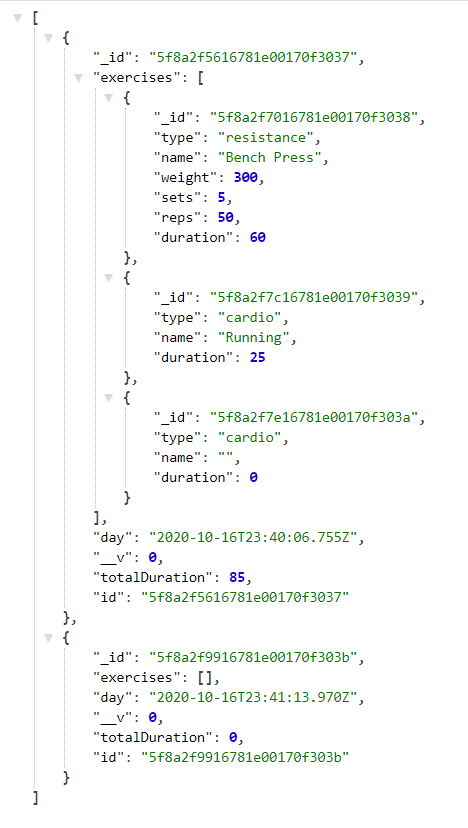 [
{
"_id": "5f8a2f5616781e00170f3037",
"exercises": [
{
"_id": "5f8a2f7016781e00170f3038",
"type": "resistance",
"name": "Bench Press",
"weight": 300,
"sets": 5,
"reps": 50,
"duration": 60
},
{
"_id": "5f8a2f7c16781e00170f3039",
"type": "cardio",
"name": "Running",
"duration": 25
},
{
"_id": "5f8a2f7e16781e00170f303a",
"type": "cardio",
"name": "",
"duration": 0
}
],
"day": "2020-10-16T23:40:06.755Z",
"__v": 0,
"totalDuration": 85,
"id": "5f8a2f5616781e00170f3037"
},
{
"_id": "5f8a2f9916781e00170f303b",
"exercises": [],
"day": "2020-10-16T23:41:13.970Z",
"__v": 0,
"totalDuration": 0,
"id": "5f8a2f9916781e00170f303b"
}
]